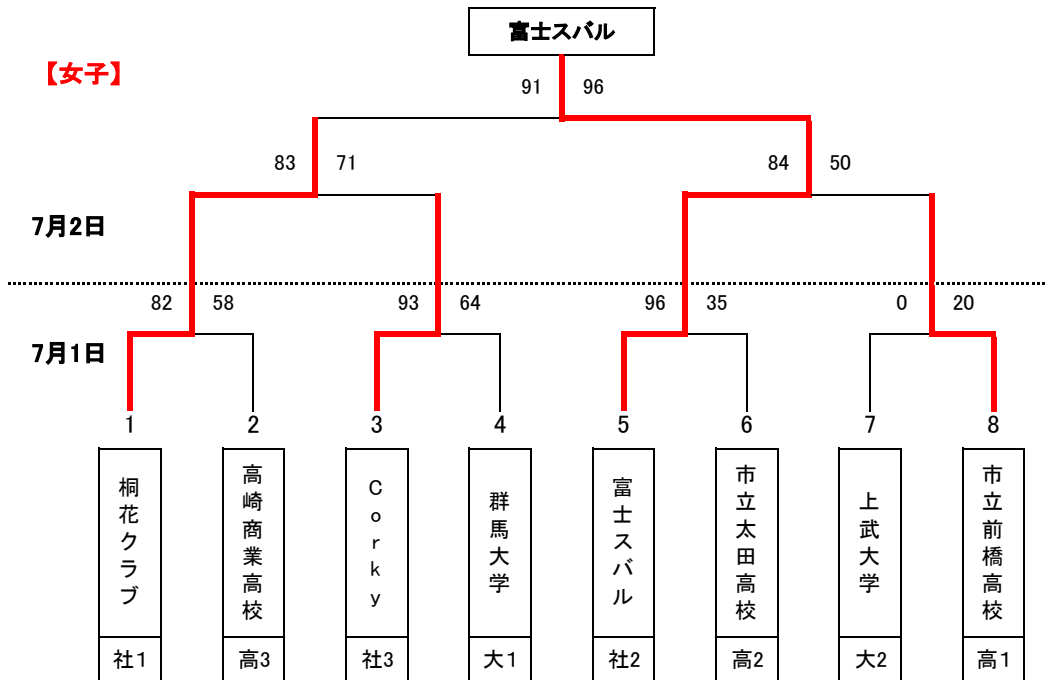 富士スバル
【女子】
91 96
83 71 84 50
7月2日
82 58 93 64 96 35 0 20
7月1日
1 2 3 4 5 6 7 8
桐花クラブ
高崎商業高校
Corky
群馬大学
富士スバル
市立太田高校
上武大学
市立前橋高校
社1 高3 社3 大1 社2 高2 大2 高1